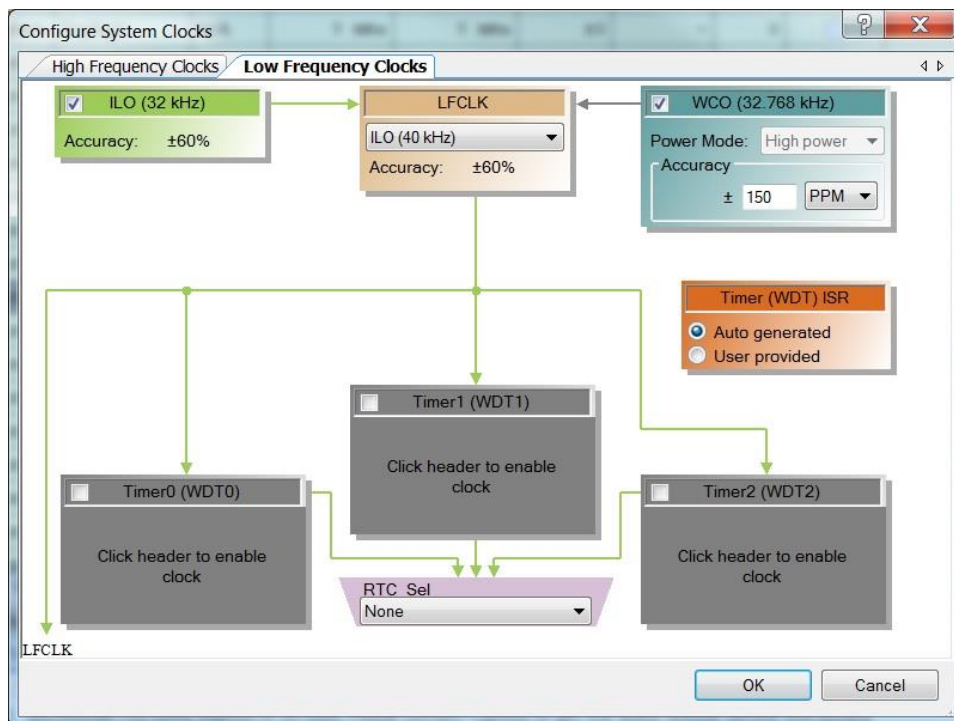 Configure System Clocks
High Frequency Clocks
Low Frequency Clocks
ILO (32 kHz)
Accuracy: ±60%
LFCLK
ILO (40 kHz)
Accuracy: ±60%
WCO (32.768 kHz)
Power Mode: High power
Accuracy
± 150 PPM
Timer (WDT) ISR
Auto generated
User provided
Timer1 (WDT1)
Click header to enable
clock
Timer0 (WDT0)
Click header to enable
clock
Timer2 (WDT2)
Click header to enable
clock
RTC_Sel
None
LFCLK
OK
Cancel